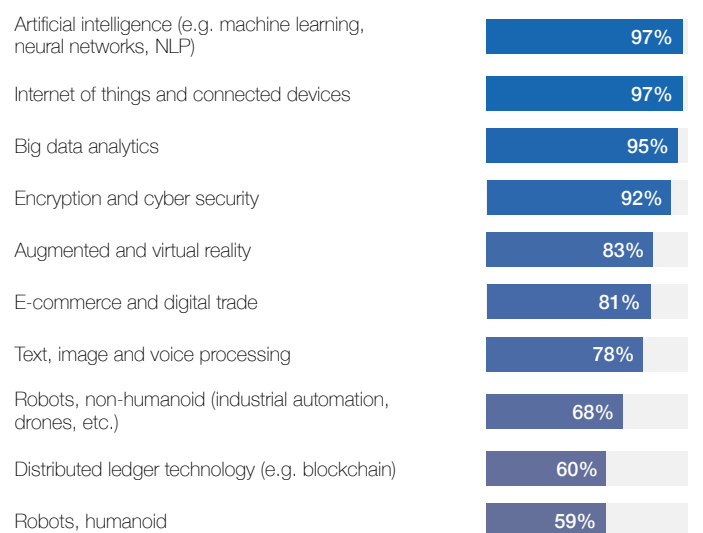 Artificial intelligence (e.g. machine learning,
neural networks, NLP)
97%
Internet of things and connected devices
97%
Big data analytics
95%
Encryption and cyber security
92%
Augmented and virtual reality
83%
E-commerce and digital trade
81%
Text, image and voice processing
78%
Robots, non-humanoid (industrial automation,
drones, etc.)
68%
Distributed ledger technology (e.g. blockchain)
60%
Robots, humanoid
59%